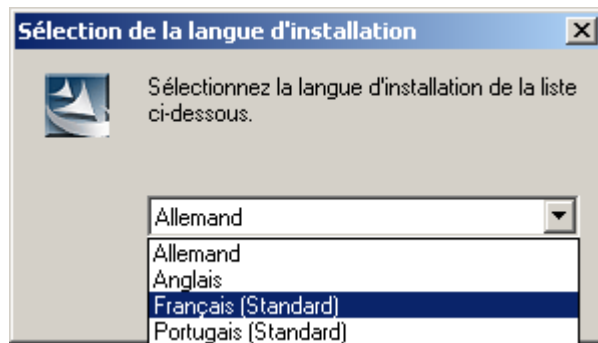 Sélection de la langue d'installation
Sélectionnez la langue d'installation de la liste
ci-dessous.
Allemand
Allemand
Anglais
Français (Standard)
Portugais (Standard)